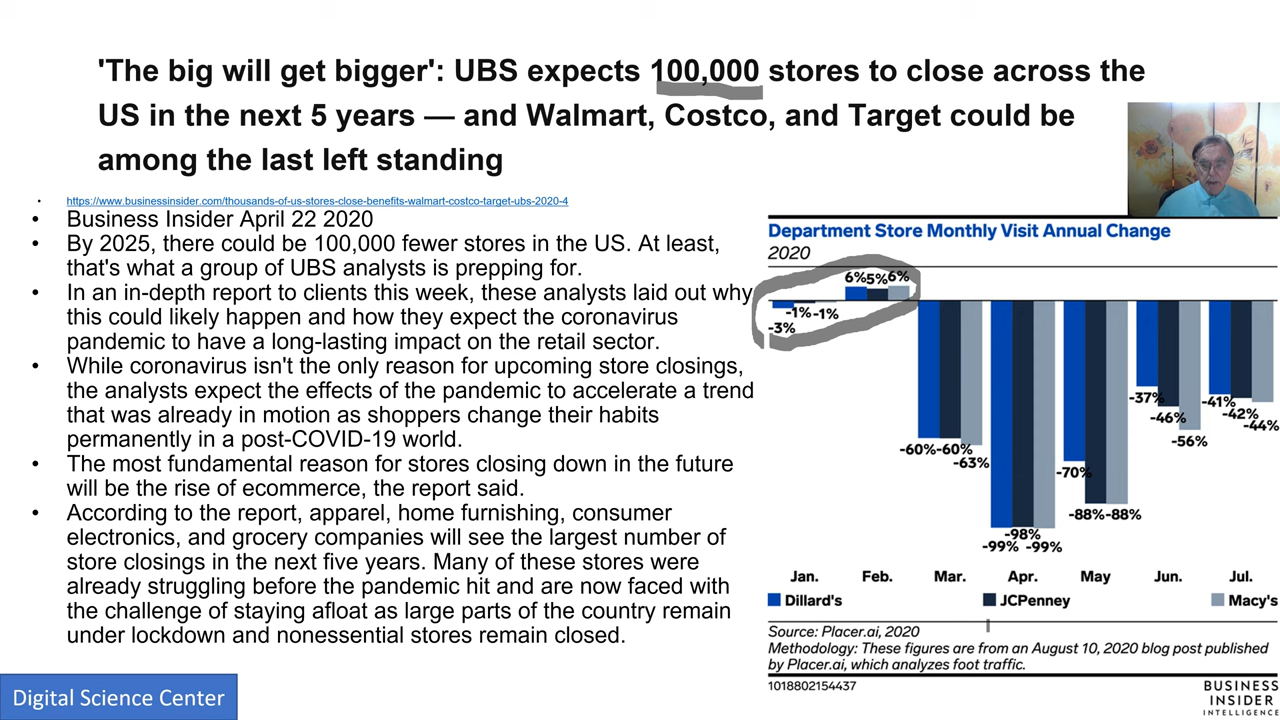 'The big will get bigger': UBS expects 100,000 stores to close across the
US in the next 5 years — and Walmart, Costco, and Target could be
among the last left standing
• https://www.businessinsider.com/thousands-of-us-stores-close-benefits-walmart-costco-target-ubs-2020-4
• Business Insider April 22 2020
• By 2025, there could be 100,000 fewer stores in the US. At least,
that's what a group of UBS analysts is prepping for.
• In an in-depth report to clients this week, these analysts laid out why
this could likely happen and how they expect the coronavirus
pandemic to have a long-lasting impact on the retail sector.
• While coronavirus isn't the only reason for upcoming store closings,
the analysts expect the effects of the pandemic to accelerate a trend
that was already in motion as shoppers change their habits
permanently in a post-COVID-19 world.
• The most fundamental reason for stores closing down in the future
will be the rise of ecommerce, the report said.
• According to the report, apparel, home furnishing, consumer
electronics, and grocery companies will see the largest number of
store closings in the next five years. Many of these stores were
already struggling before the pandemic hit and are now faced with
the challenge of staying afloat as large parts of the country remain
under lockdown and nonessential stores remain closed.
Digital Science Center
Department Store Monthly Visit Annual Change
2020
6% 5% 6%
-3% -1% -1%
-60% -60% -63%
-99% -98% -99%
-70% -88% -88%
-37% -46% -56%
-41% -42% -44%
Jan. Feb. Mar. Apr. May Jun. Jul.
Dillard's JCPenney Macy's
Source: Placer.ai, 2020
Methodology: These figures are from an August 10, 2020 blog post published
by Placer.ai, which analyzes foot traffic.
1018802154437
BUSINESS
INSIDER
INTELLIGENCE